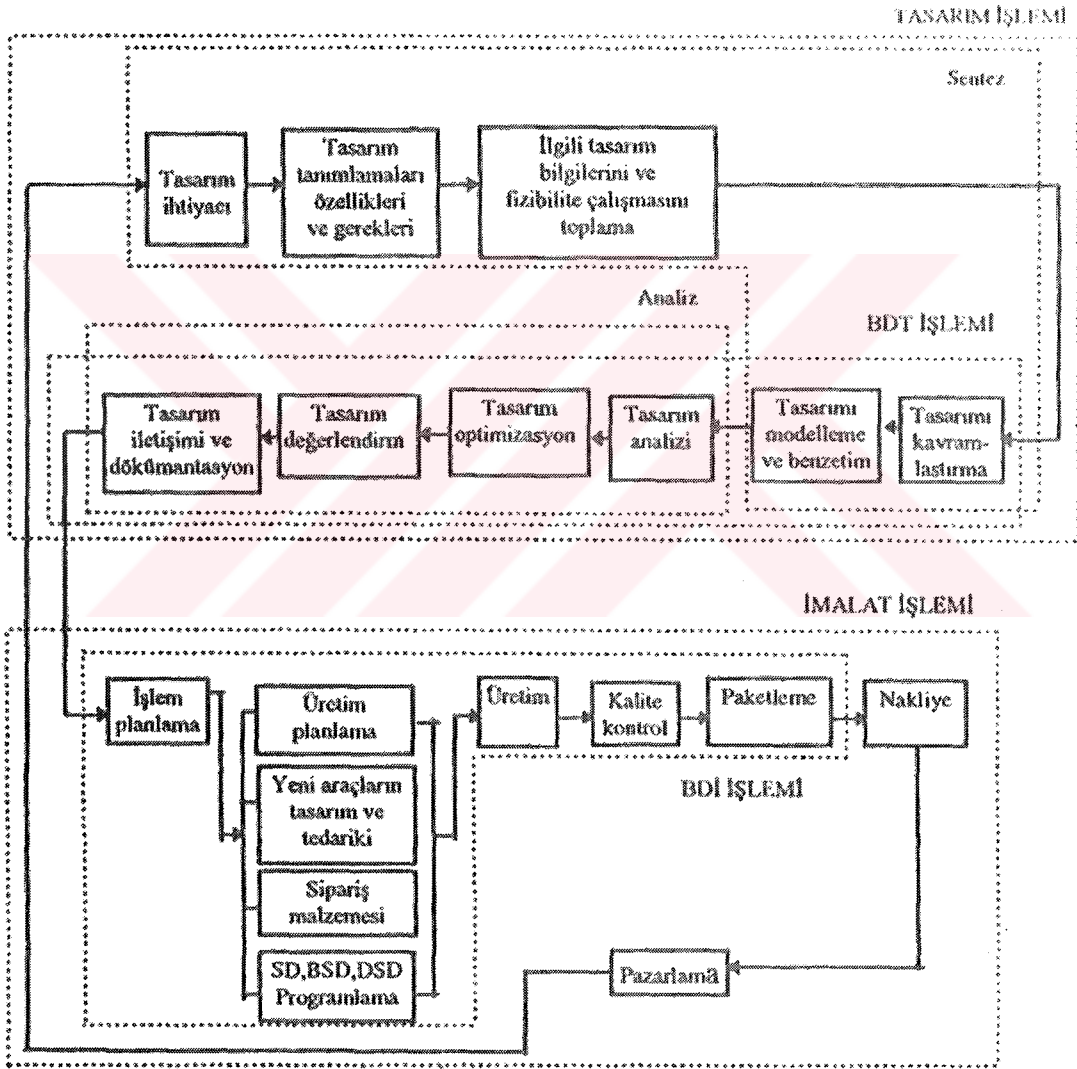 TASARIM İŞLEMİ
Sentez
Tasarım
ihtiyacı
Tasarım
tanımlamaları
özellikleri
ve gerekleri
İlgili tasarım
bilgilerini ve
fizibilite çalışmasını
toplama
Analiz
BDT İŞLEMİ
Tasarım
iletişimi ve
dökümantasyon
Tasarım
değerlendirm
Tasarım
optimizasyon
Tasarım
analizi
Tasarımı
modelleme
ve benzetim
Tasarımı
kavram-
lastırma
İMALAT İŞLEMİ
İşlem
planlama
Üretim
planlama
Yeni araçların
tasarım ve
tedariki
Sipariş
malzemesi
SD,BSD,DSD
Programlama
Üretim
Kalite
kontrol
Paketleme
Nakliye
BDİ İŞLEMİ
Pazarlama